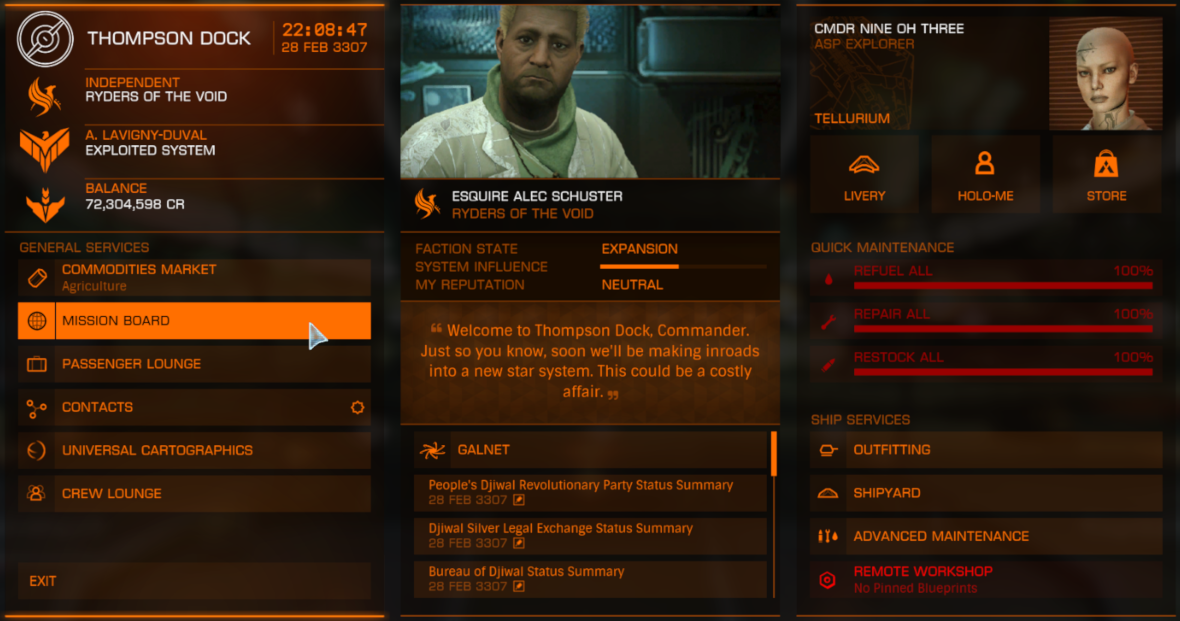 THOMPSON DOCK
22:08:47
28 FEB 3307
INDEPENDENT
RYDERS OF THE VOID
A. LAVIGNY-DUVAL
EXPLOITED SYSTEM
BALANCE
72,304,598 CR
GENERAL SERVICES
COMMODITIES MARKET
Agriculture
MISSION BOARD
PASSENGER LOUNGE
CONTACTS
UNIVERSAL CARTOGRAPHICS
CREW LOUNGE
EXIT
ESQUIRE ALEC SCHUSTER
RYDERS OF THE VOID
FACTION STATE EXPANSION
SYSTEM INFLUENCE
MY REPUTATION NEUTRAL
“ Welcome to Thompson Dock, Commander.
Just so you know, soon we'll be making inroads
into a new star system. This could be a costly
affair. ”
GALNET
People's Djiwal Revolutionary Party Status Summary
28 FEB 3307
Djiwal Silver Legal Exchange Status Summary
28 FEB 3307
Bureau of Djiwal Status Summary
28 FEB 3307
CMDR NINE OH THREE
ASP EXPLORER
TELLURIUM
LIVERY
HOLO-ME
STORE
QUICK MAINTENANCE
REFUEL ALL 100%
REPAIR ALL 100%
RESTOCK ALL 100%
SHIP SERVICES
OUTFITTING
SHIPYARD
ADVANCED MAINTENANCE
REMOTE WORKSHOP
No Pinned Blueprints